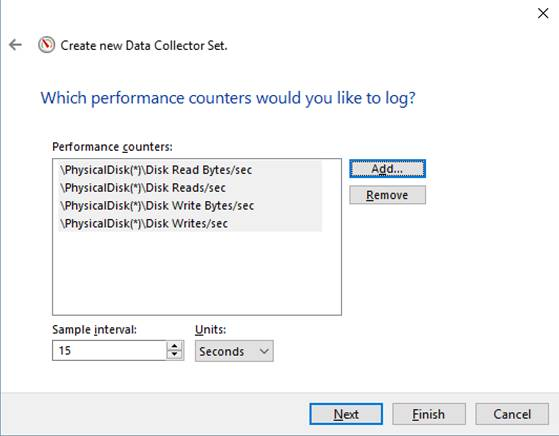 Create new Data Collector Set.
Which performance counters would you like to log?
Performance counters:
\PhysicalDisk(*)\Disk Read Bytes/sec
\PhysicalDisk(*)\Disk Reads/sec
\PhysicalDisk(*)\Disk Write Bytes/sec
\PhysicalDisk(*)\Disk Writes/sec
Add...
Remove
Sample interval:
Units:
15
Seconds
Next
Finish
Cancel